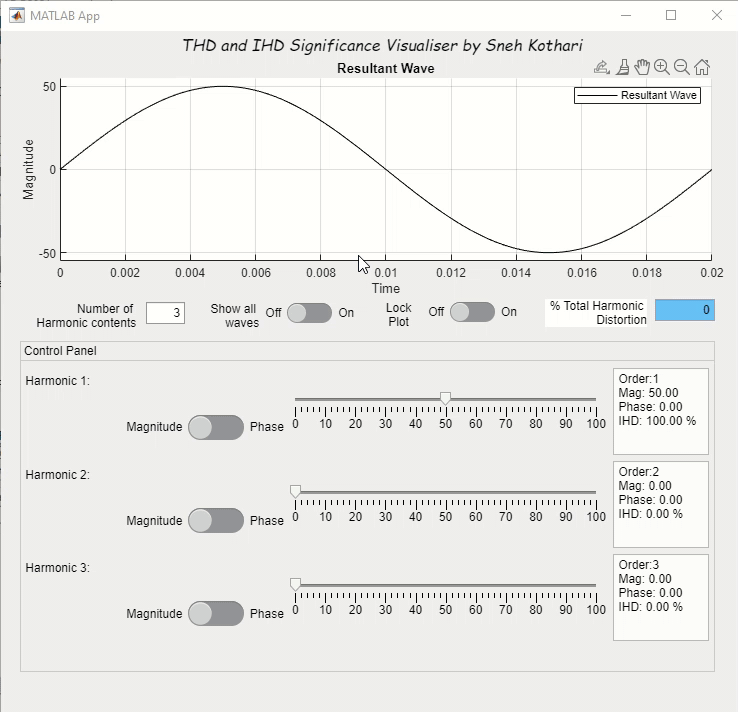 MATLAB App
THD and IHD Significance Visualiser by Sneh Kothari
Resultant Wave
Resultant Wave
Magnitude
50
0
-50
0 0.002 0.004 0.006 0.008 0.01 0.012 0.014 0.016 0.018 0.02
Time
Number of
Harmonic contents
3
Show all
waves
Off On
Lock
Plot
Off On
% Total Harmonic
Distortion
0
Control Panel
Harmonic 1:
Magnitude Phase
0 10 20 30 40 50 60 70 80 90 100
Order:1
Mag: 50.00
Phase: 0.00
IHD: 100.00 %
Harmonic 2:
Magnitude Phase
0 10 20 30 40 50 60 70 80 90 100
Order:2
Mag: 0.00
Phase: 0.00
IHD: 0.00 %
Harmonic 3:
Magnitude Phase
0 10 20 30 40 50 60 70 80 90 100
Order:3
Mag: 0.00
Phase: 0.00
IHD: 0.00 %